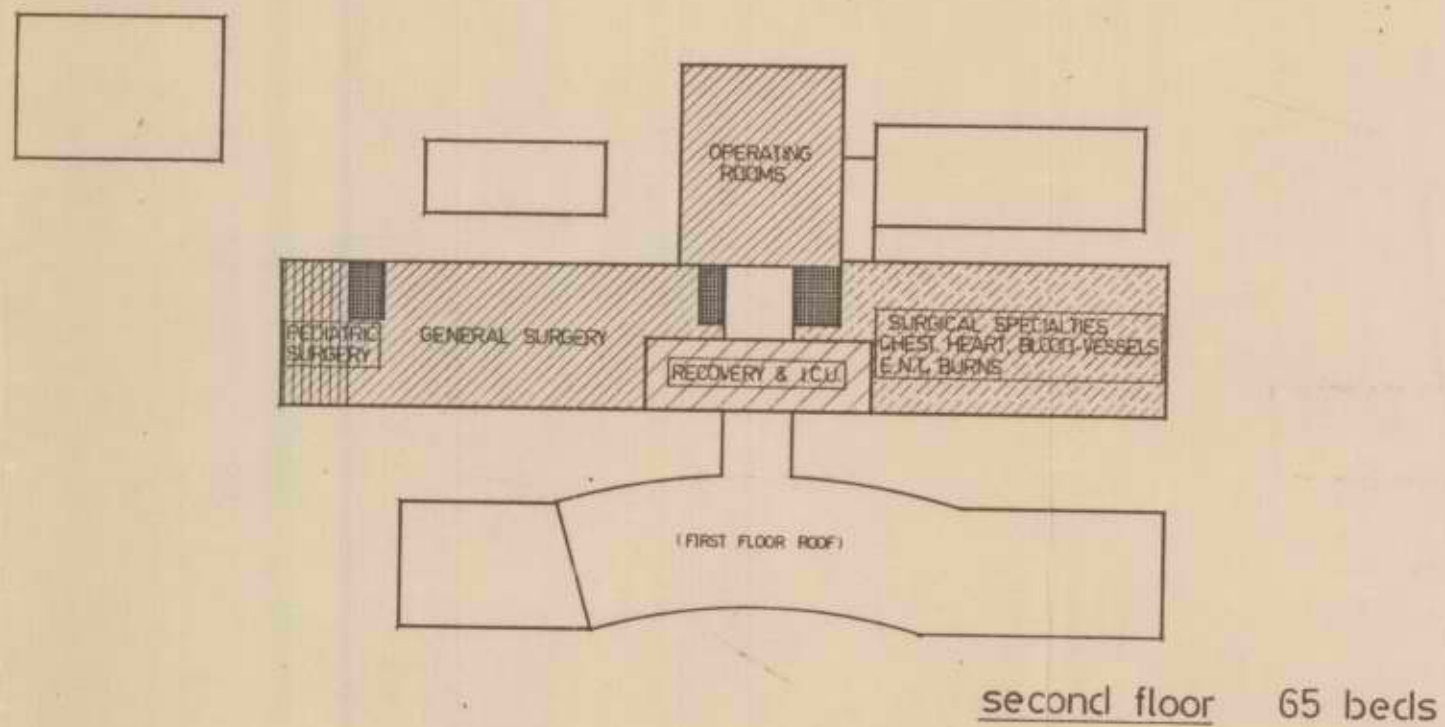 OPERATING
ROOMS
PEDIATRIC
SURGERY
GENERAL SURGERY
RECOVERY & I.C.U.
SURGICAL SPECIALTIES
CHEST, HEART, BLOOD-VESSELS
E.N.T., BURNS
(FIRST FLOOR ROOF)
second floor 65 beds